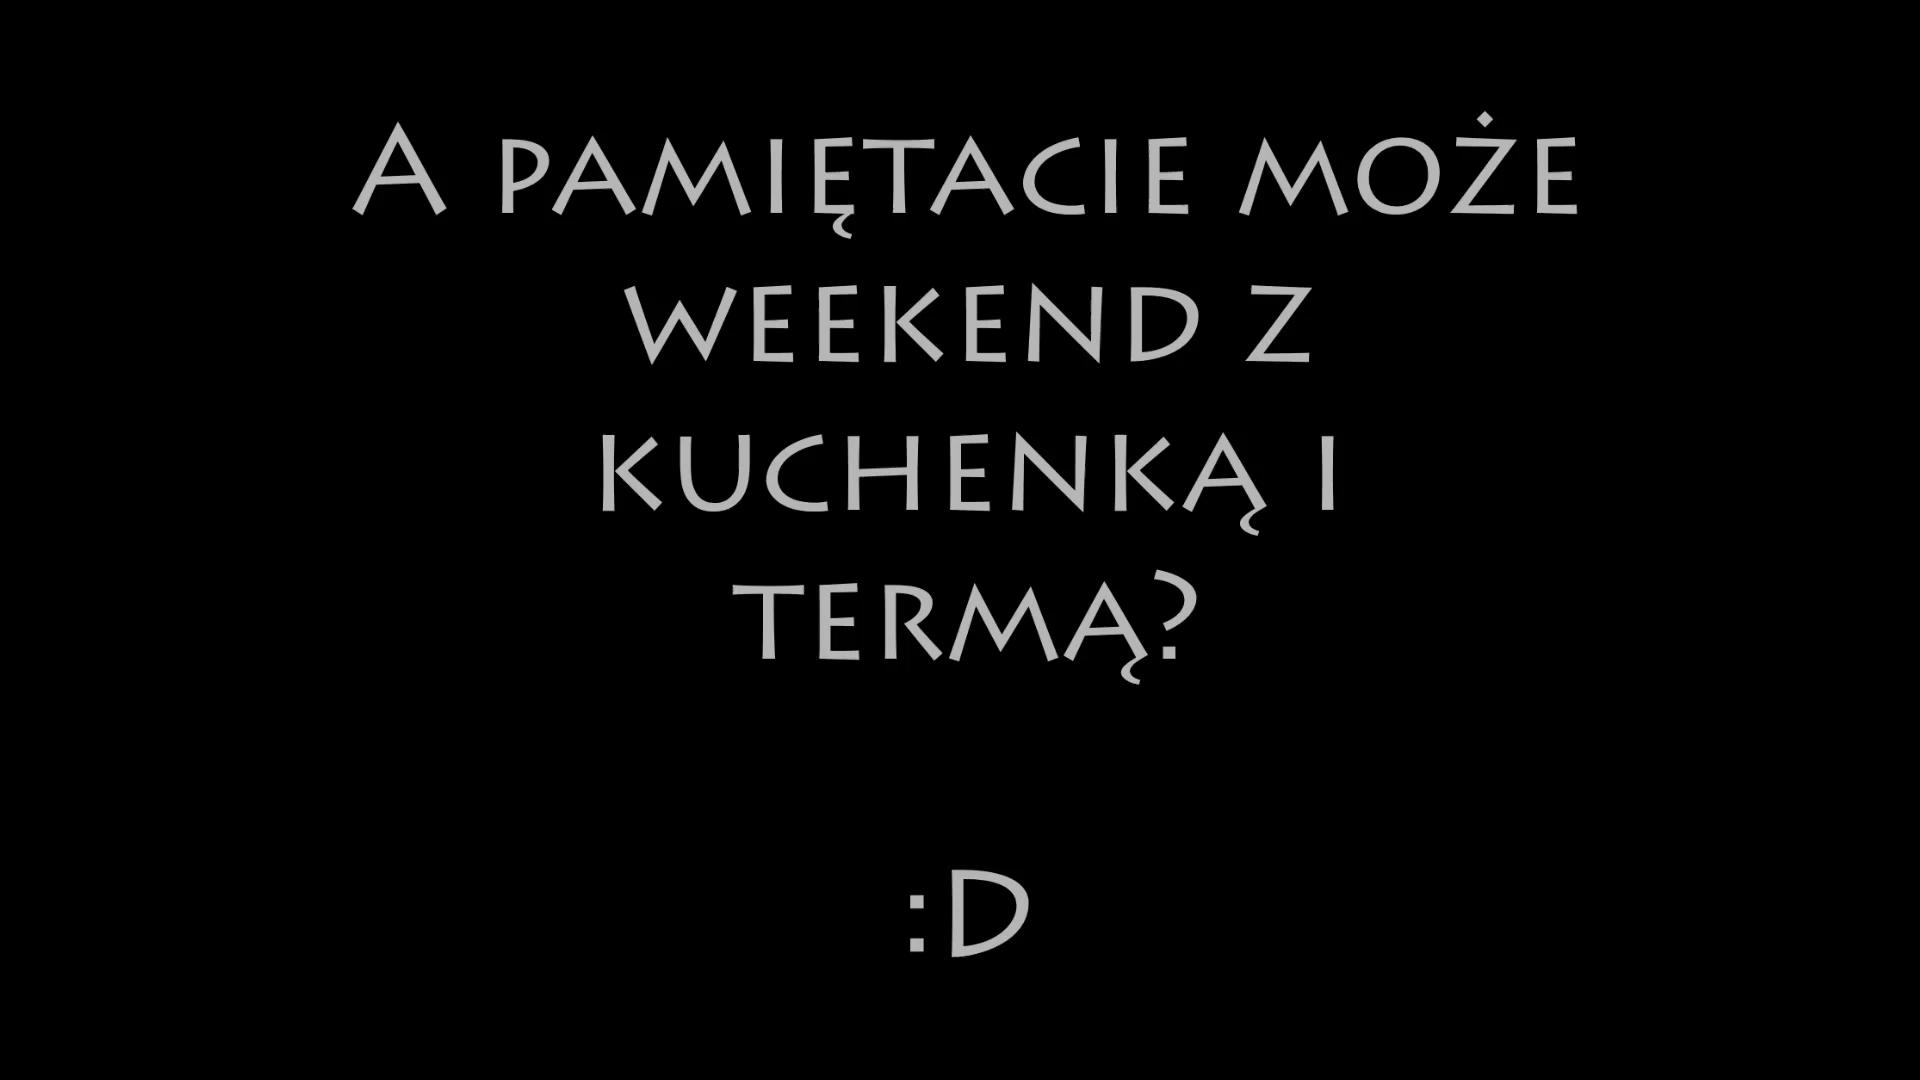 A PAMIĘTACIE MOŻE
WEEKEND Z
KUCHENKĄ I
TERMĄ?
:D